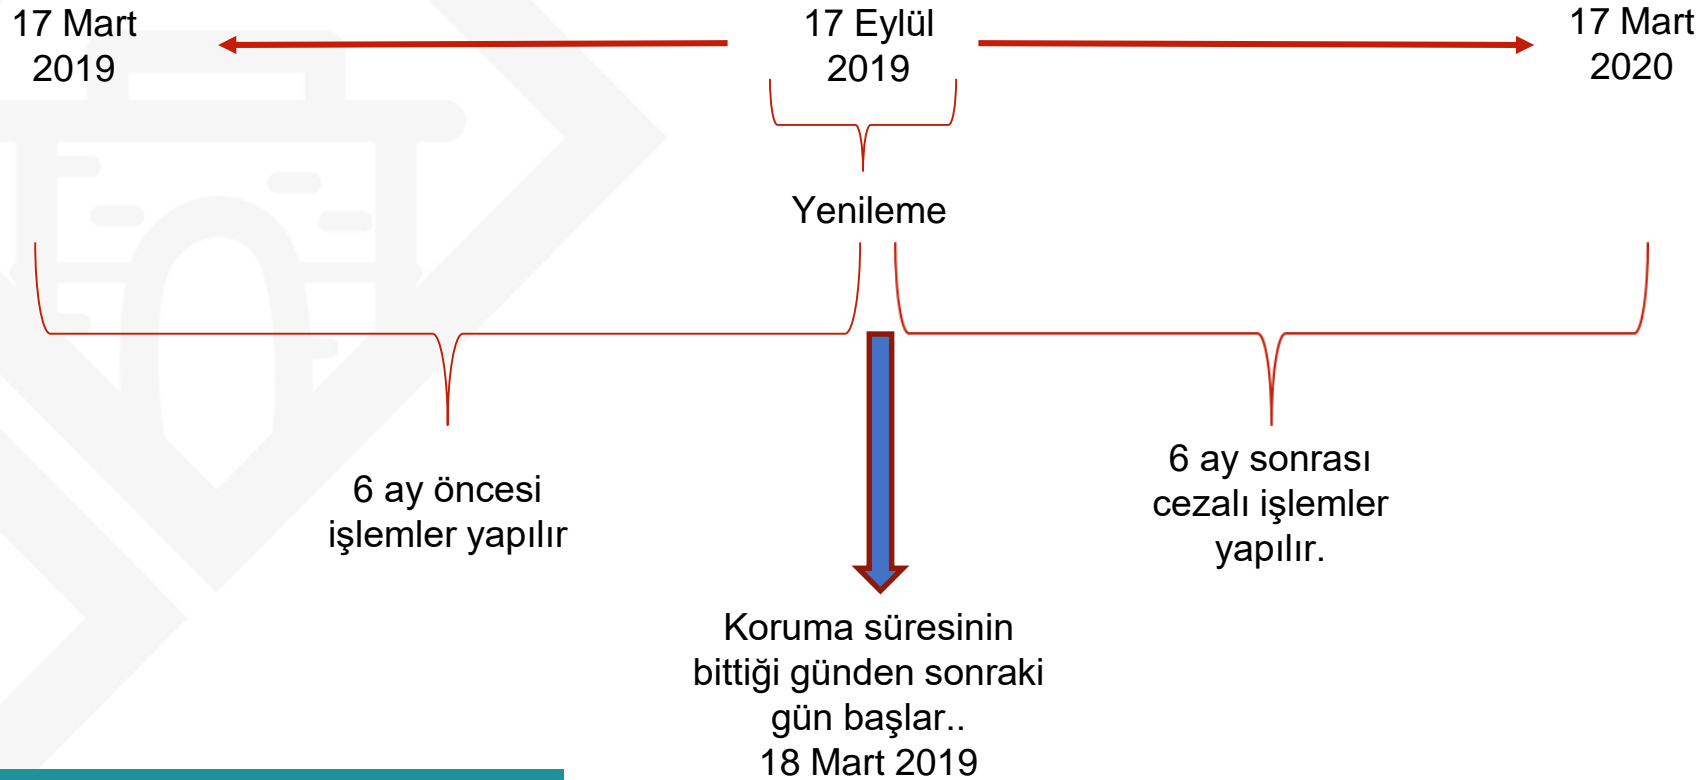 17 Mart
2019
17 Eylül
2019
17 Mart
2020
Yenileme
6 ay öncesi
işlemler yapılır
6 ay sonrası
cezalı işlemler
yapılır.
Koruma süresinin
bittiği günden sonraki
gün başlar..
18 Mart 2019